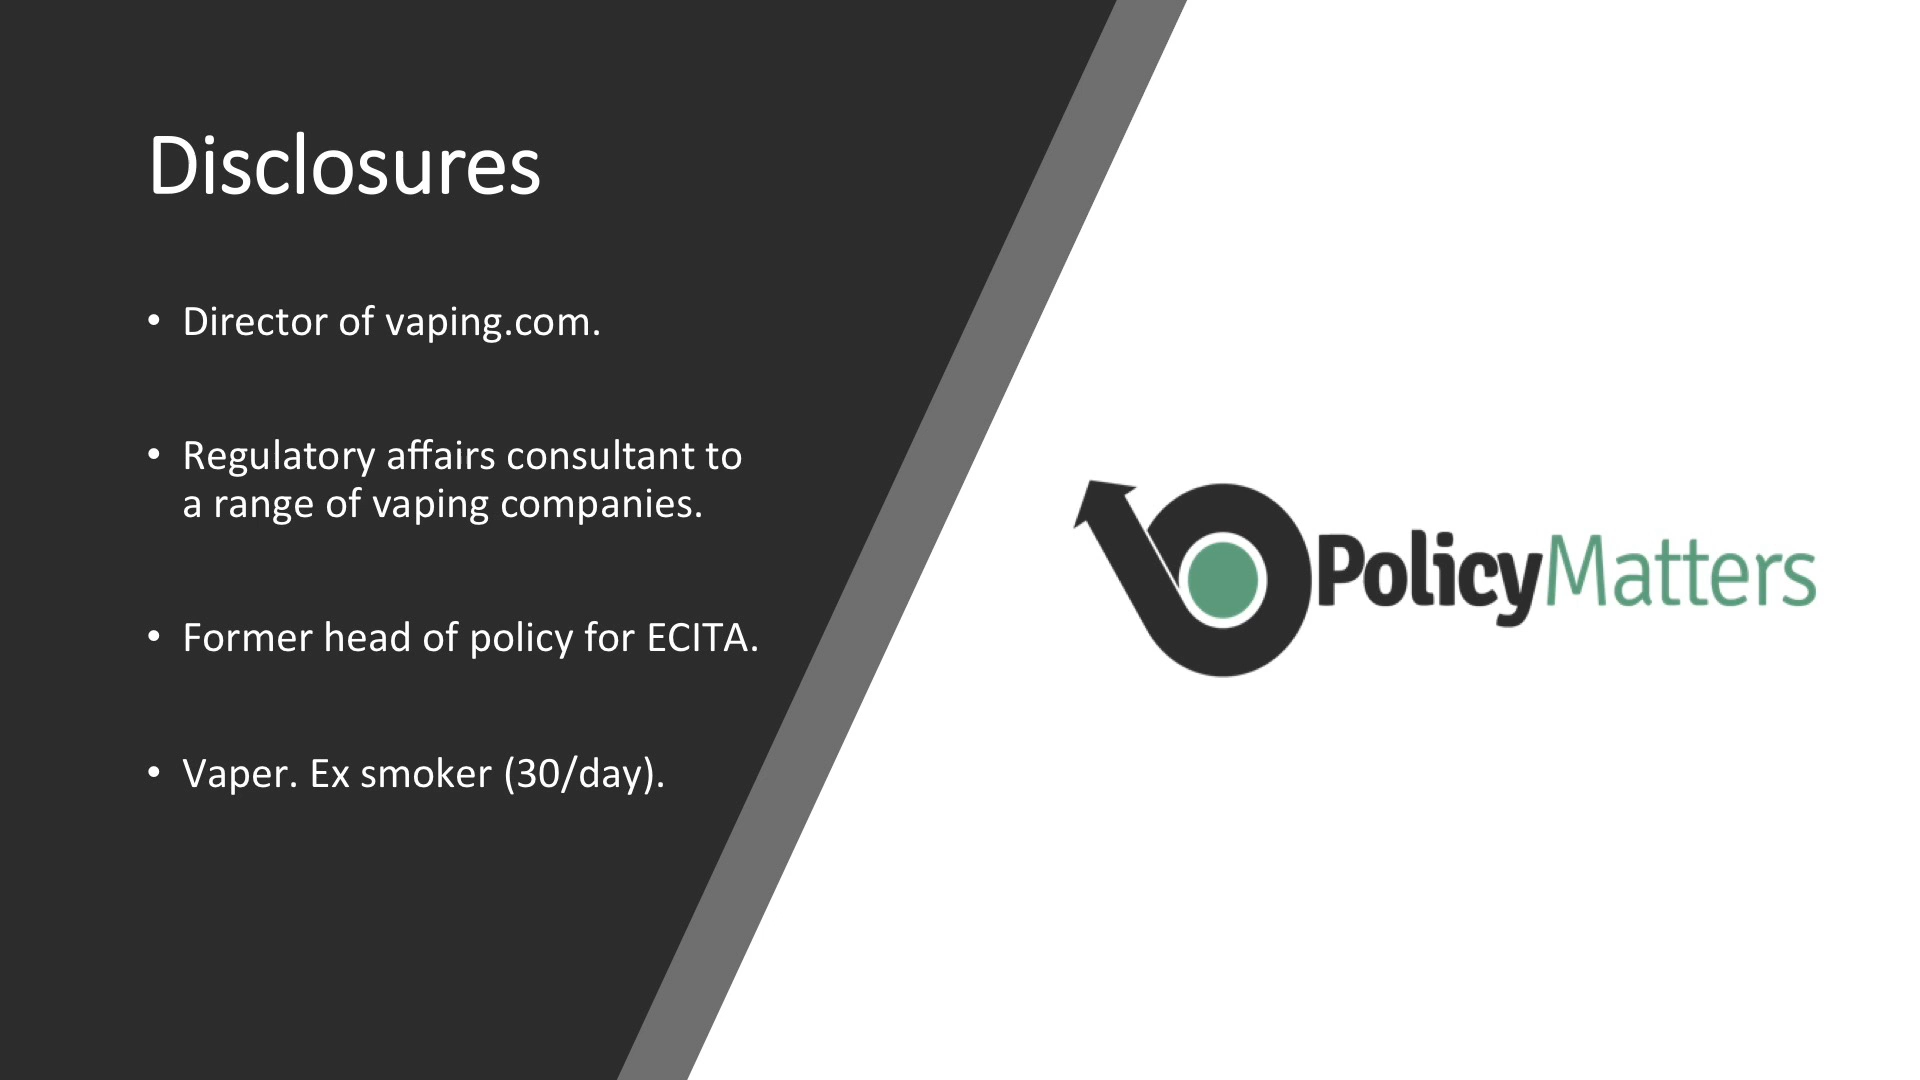 Disclosures
• Director of vaping.com.
• Regulatory affairs consultant to
a range of vaping companies.
• Former head of policy for ECITA.
• Vaper. Ex smoker (30/day).
PolicyMatters